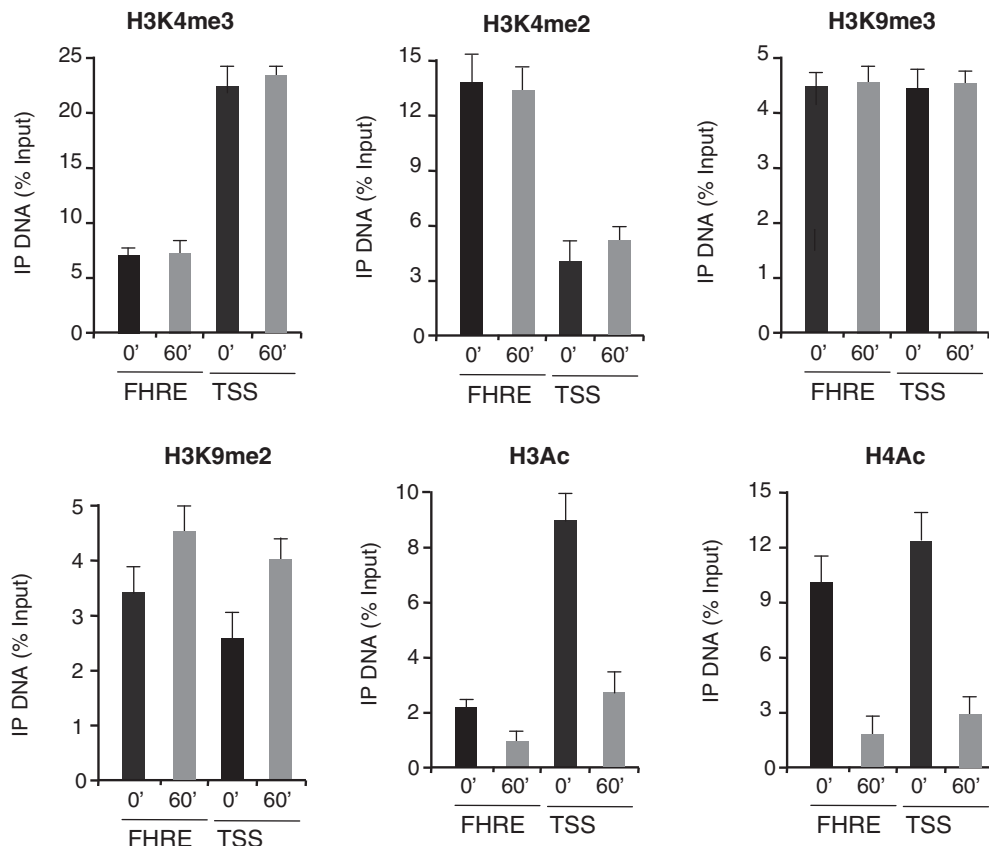 H3K4me3
IP DNA (% Input)
25
20
15
10
5
0
0' 60' 0' 60'
FHRE TSS
H3K4me2
IP DNA (% Input)
15
12
9
6
3
0
0' 60' 0' 60'
FHRE TSS
H3K9me3
IP DNA (% Input)
5
4
3
2
1
0
0' 60' 0' 60'
FHRE TSS
H3K9me2
IP DNA (% Input)
5
4
3
2
1
0
0' 60' 0' 60'
FHRE TSS
H3Ac
IP DNA (% Input)
10
8
6
4
2
0
0' 60' 0' 60'
FHRE TSS
H4Ac
IP DNA (% Input)
15
12
9
6
3
0
0' 60' 0' 60'
FHRE TSS